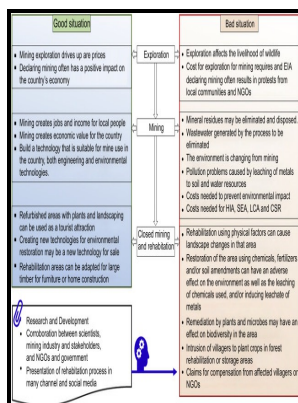 Good situation
Mining exploration drives up are prices
Declaring mining often has a positive impact on
the country's economy
Mining creates jobs and income for local people
Mining creates economic value for the country
Build a technology that is suitable for mine use in
the country, both engineering and environmental
technologies.
Refurbished areas with plants and landscaping
can be used as a tourist attraction
Creating new technologies for environmental
restoration may be a new technology for sale
Rehabilitation areas can be adapted for large
timber for furniture or home construction
Research and Development
Corroboration between scientists,
mining industry and stakeholders,
and NGOs and government
Presentation of rehabilitation process in
many channel and social media
Exploration
Mining
Closed mining
and rehabitation
Bad situation
Exploration affects the livelihood of wildlife
Cost for exploration for mining requires and EIA
declaring mining often results in protests from
local communities and NGOs
Mineral residues may be eliminated and disposed
Wastewater generated by the process to be
eliminated
The environment is changing from mining
Pollution problems caused by leaching of metals
to soil and water resources
Costs needed to prevent environmental impact
Costs needed for HIA, SEA, LCA and CSR
Rehabilitation using physical factors can cause
landscape changes in that area
Restoration of the area using chemicals, fertilizers
and/or soil amendments can have an adverse
effect on the environment as well as the leaching
of chemicals used, and/or inducing leachate of
metals
Remediation by plants and microbes may have an
effect on biodiversity in the area
Intrusion of villagers to plant crops in forest
rehabilitation or storage areas
Claims for compensation from affected villagers or
NGOs